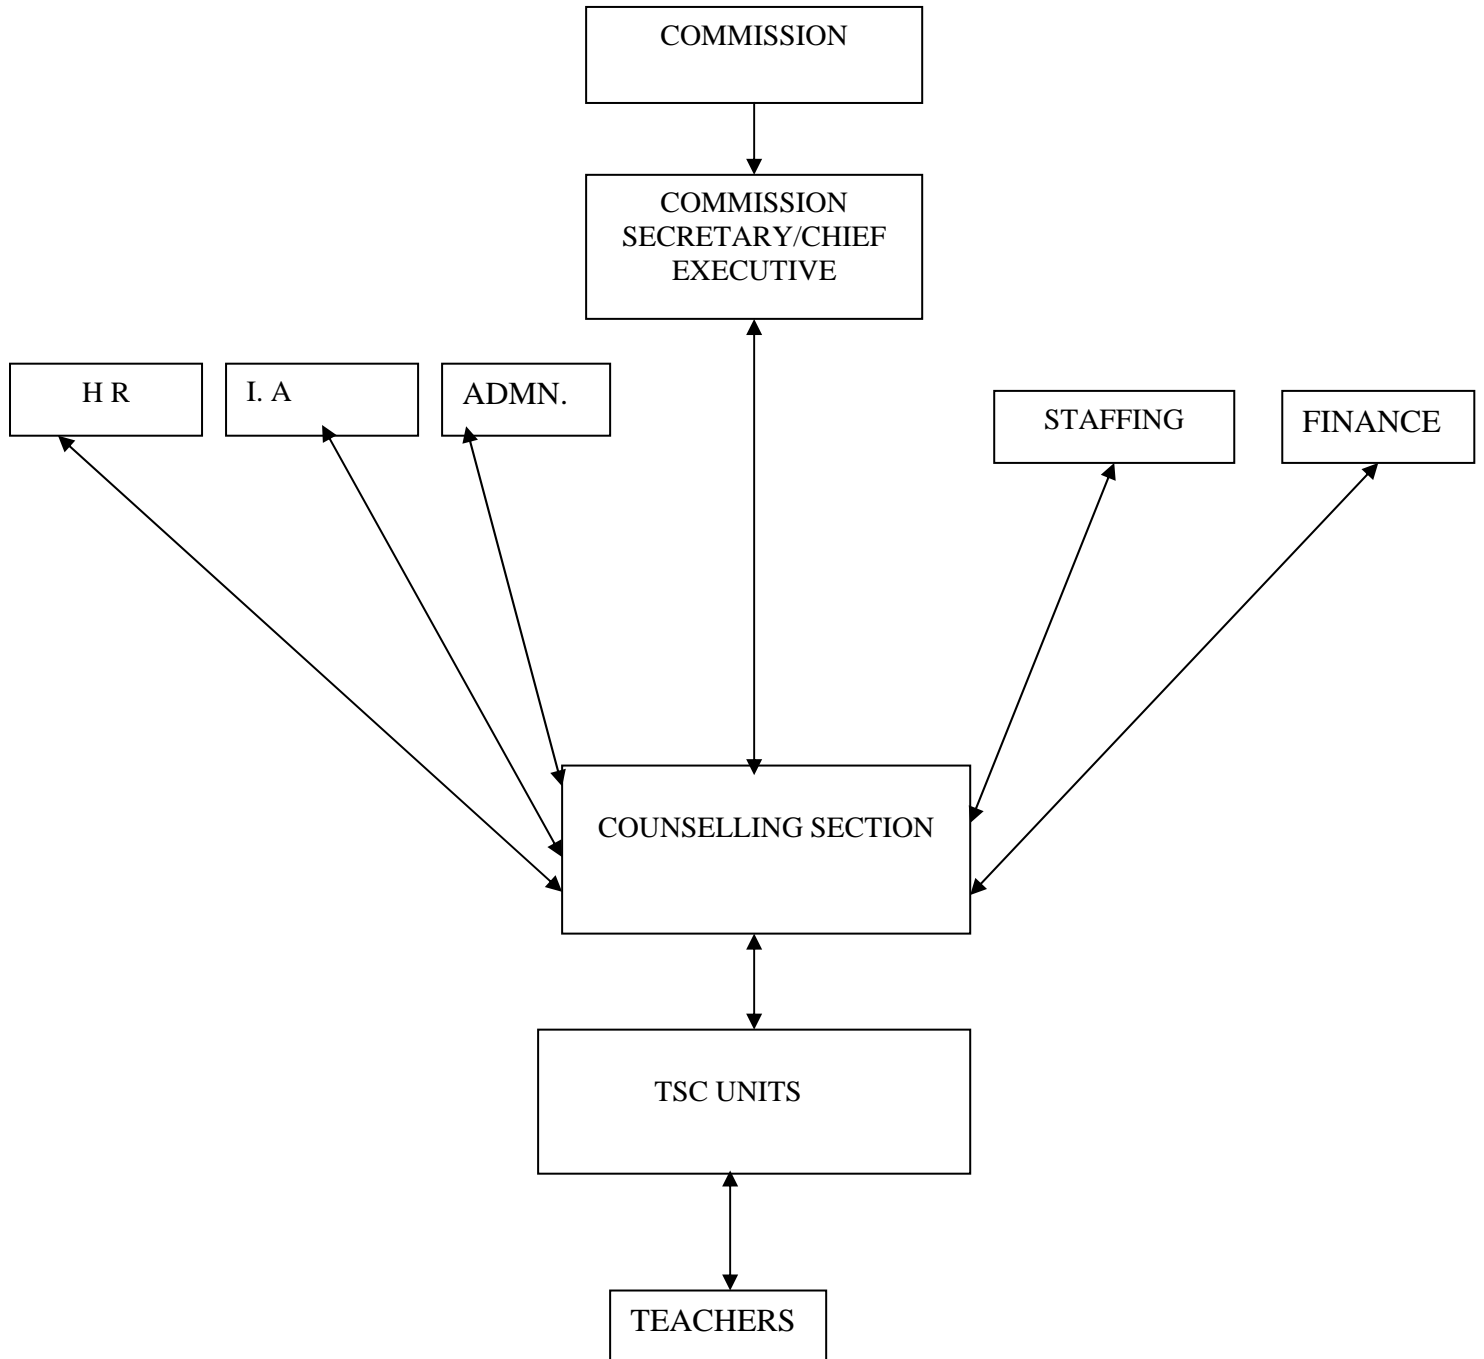 COMMISSION
COMMISSION
SECRETARY/CHIEF
EXECUTIVE
H R
I. A
ADMN.
STAFFING
FINANCE
COUNSELLING SECTION
TSC UNITS
TEACHERS